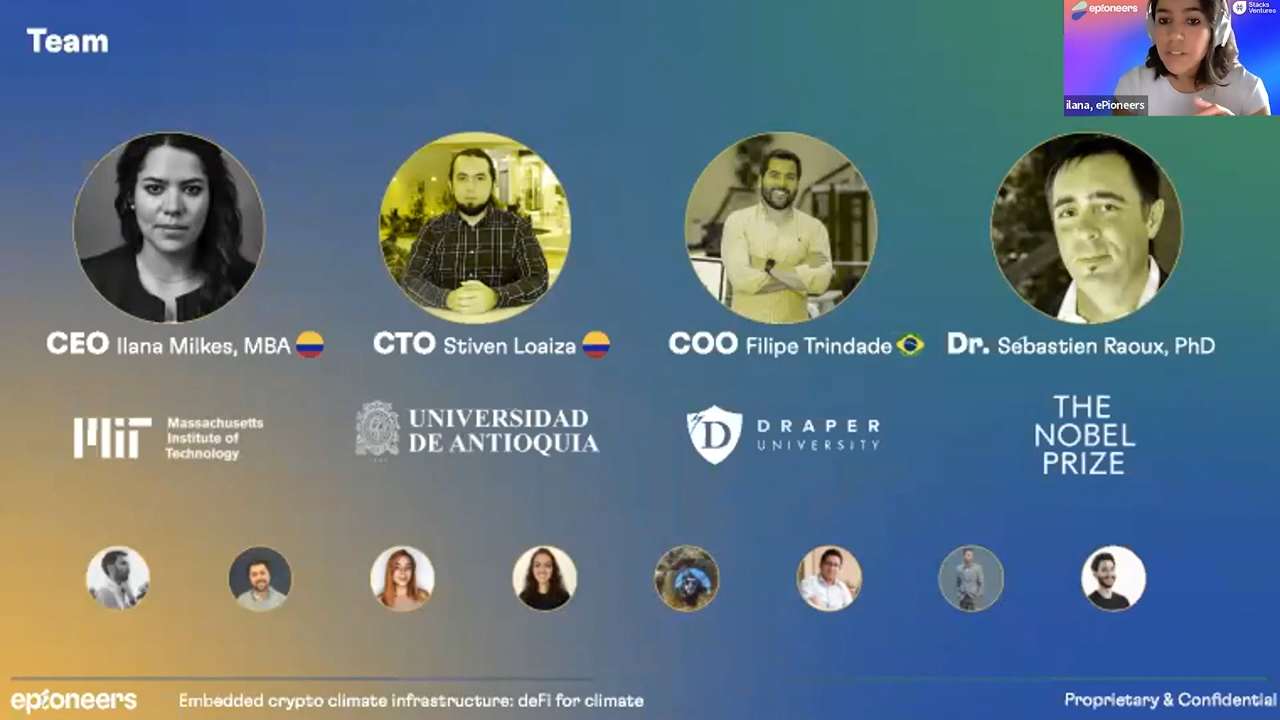 Team
epioneers
Stacks
Ventures
ilana, ePioneers
CEO Ilana Milkes, MBA
CTO Stiven Loaiza
COO Filipe Trindade
Dr. Sébastien Raoux, PhD
MIT
Massachusetts
Institute of
Technology
UNIVERSIDAD
DE ANTIOQUIA
D
DRAPER
UNIVERSITY
THE
NOBEL
PRIZE
epioneers
Embedded crypto climate infrastructure: deFi for climate
Proprietary & Confidential